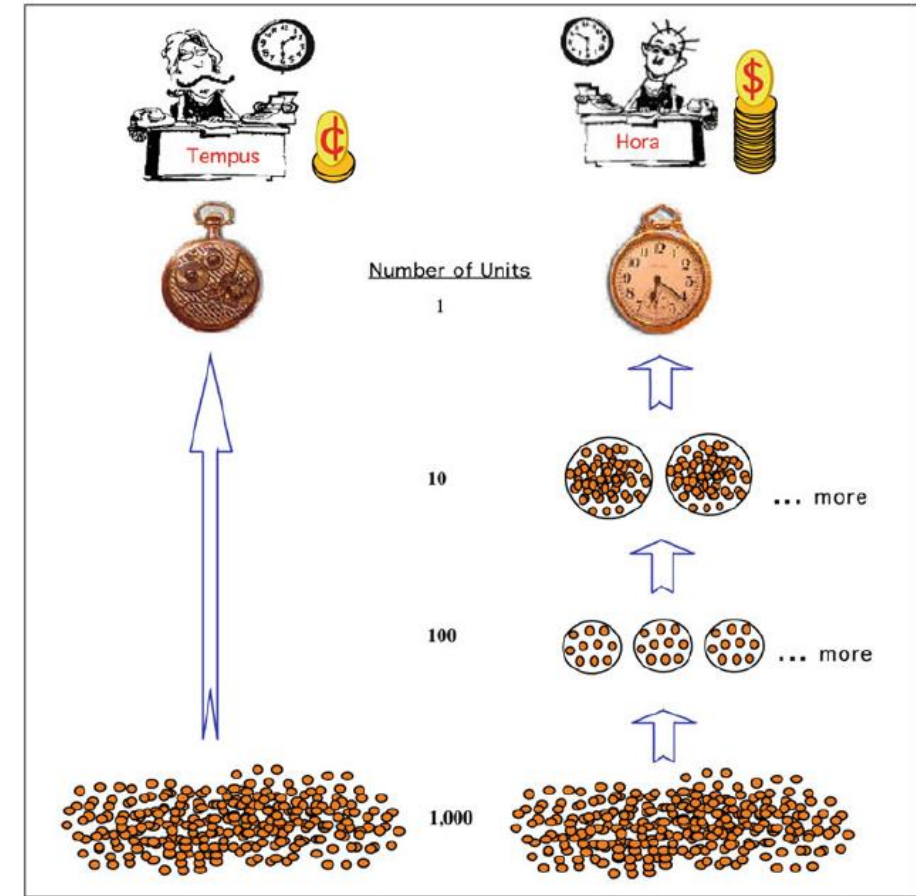 ¢
$
Tempus
Hora
Number of Units
1
10
... more
100
... more
1,000